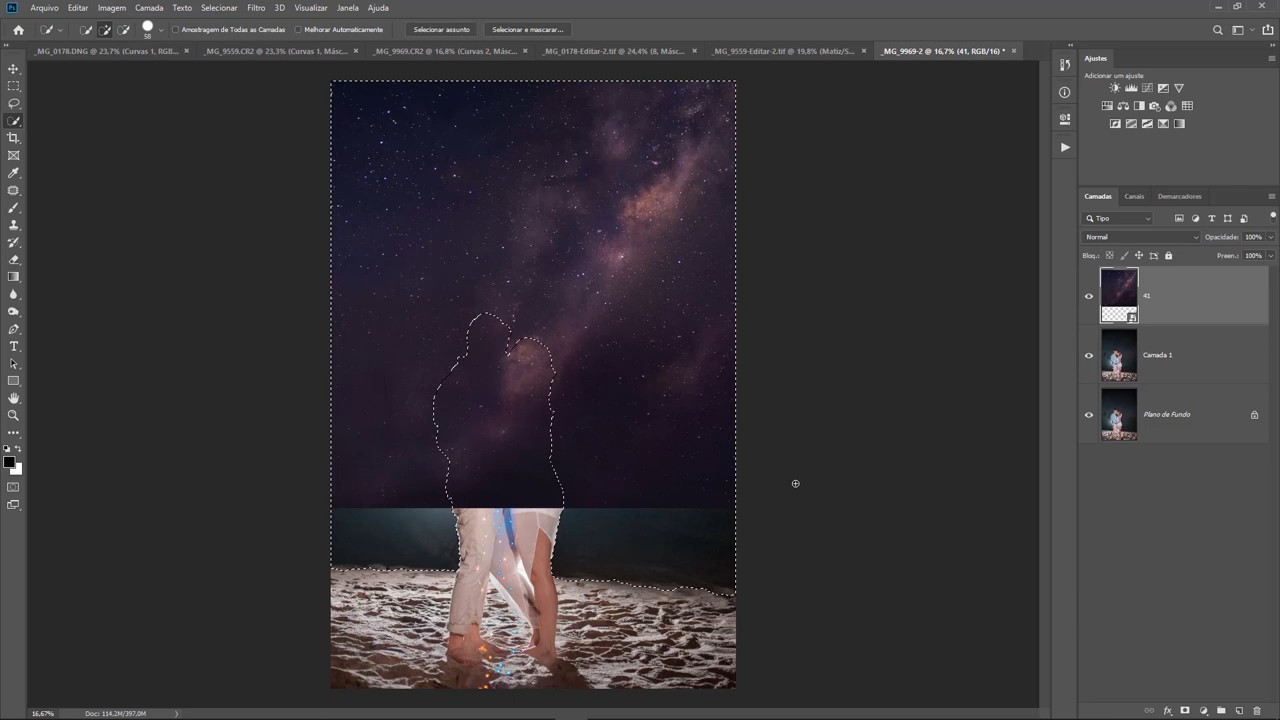 Arquivo Editar Imagem Camada Texto Selecionar Filtro 3D Visualizar Janela Ajuda
58 Amostragem de Todas as Camadas Melhorar Automaticamente Selecionar assunto Selecionar e mascarar...
_MG_0178.DNG @ 23,7% (Curvas 1, RGB... × _MG_9559.CR2 @ 23,3% (Curvas 1, Másc... × _MG_9969.CR2 @ 16,8% (Curvas 2, Másc... × _MG_0178-Editar-2.tif @ 24,4% (8, Másc... × _MG_9559-Editar-2.tif @ 19,8% (Matiz/S... × _MG_9969-2 @ 16,7% (41, RGB/16) * ×
Ajustes
Adicionar um ajuste
Camadas Canais Demarcadores
Tipo
Normal Opacidade: 100%
Bloq.: Preen.: 100%
41
Camada 1
Plano de Fundo
16,67% Doc: 114,2M/397,0M